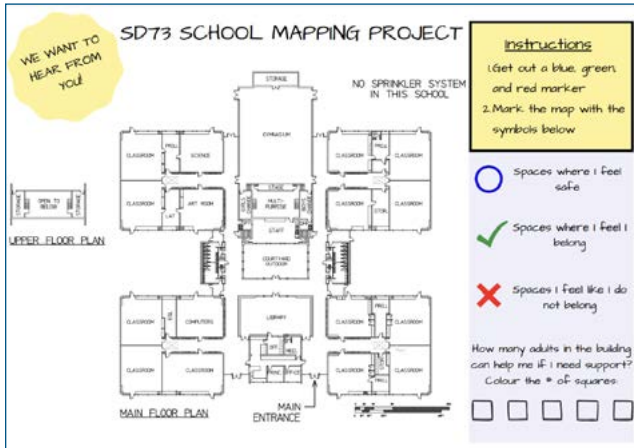 WE WANT TO
HEAR FROM
YOU!
SD73 SCHOOL MAPPING PROJECT
NO SPRINKLER SYSTEM
IN THIS SCHOOL
STORAGE
GYMNASIUM
CLASSROOM
SCIENCE
CLASSROOM
CLASSROOM
STORAGE
OPEN TO
BELOW
STORAGE
UPPER FLOOR PLAN
CLASSROOM
ART ROOM
STAGE
MULTI-
PURPOSE
STAFF
CLASSROOM
STOR.
CLASSROOM
COURTYARD
OUTDOOR
CLASSROOM
COMPUTERS
LIBRARY
CLASSROOM
CLASSROOM
CLASSROOM
CLASSROOM
OFF.
CLASSROOM
CLASSROOM
MAIN FLOOR PLAN
MAIN
ENTRANCE
Instructions
1.Get out a blue, green,
and red marker
2.Mark the map with the
symbols below
Spaces where I feel
safe
Spaces where I feel I
belong
Spaces I feel like I do
not belong
How many adults in the building
can help me if I need support?
Colour the # of squares: